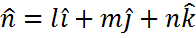 n̂ = lî + mĵ + nk̂